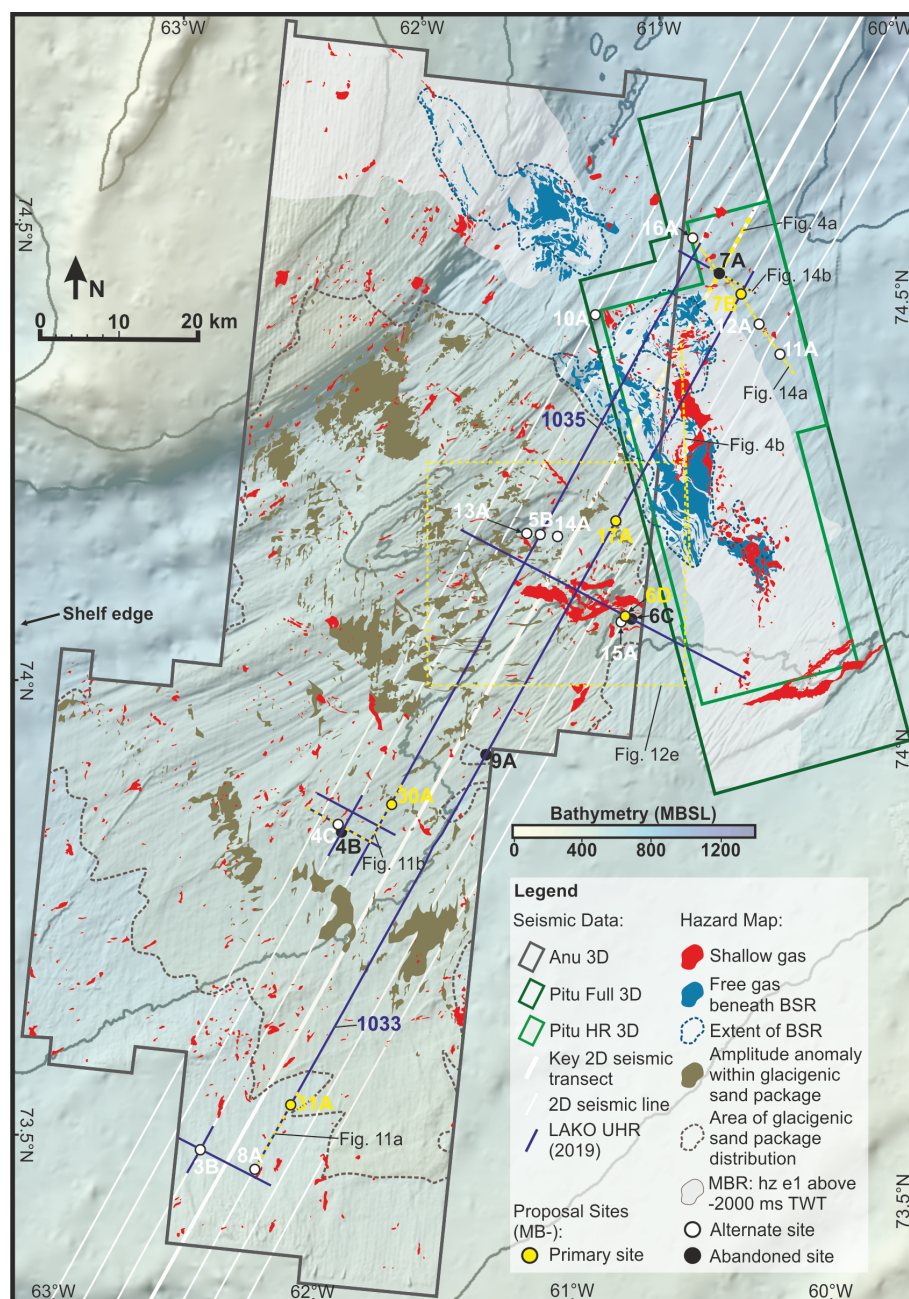 63°W 62°W 61°W 60°W
74.5°N
N
0 10 20 km
16A
Fig. 4a
7A
Fig. 14b
7B
74.5°N
10A
12A
11A
Fig. 14a
1035
Fig. 4b
13A
5B
14A
17A
6D
6C
15A
Shelf edge
74°N
74°N
Fig. 12e
9A
30A
4C
4B
Fig. 11b
Bathymetry (MBSL)
0 400 800 1200
1033
31A
Fig. 11a
8A
3B
73.5°N
73.5°N
Legend
Seismic Data:
Anu 3D
Pitu Full 3D
Pitu HR 3D
Key 2D seismic
transect
2D seismic line
LAKO UHR
(2019)
Proposal Sites
(MB-):
Primary site
Hazard Map:
Shallow gas
Free gas
beneath BSR
Extent of BSR
Amplitude anomaly
within glacigenic
sand package
Area of glacigenic
sand package
distribution
MBR: hz e1 above
-2000 ms TWT
Alternate site
Abandoned site
63°W 62°W 61°W 60°W